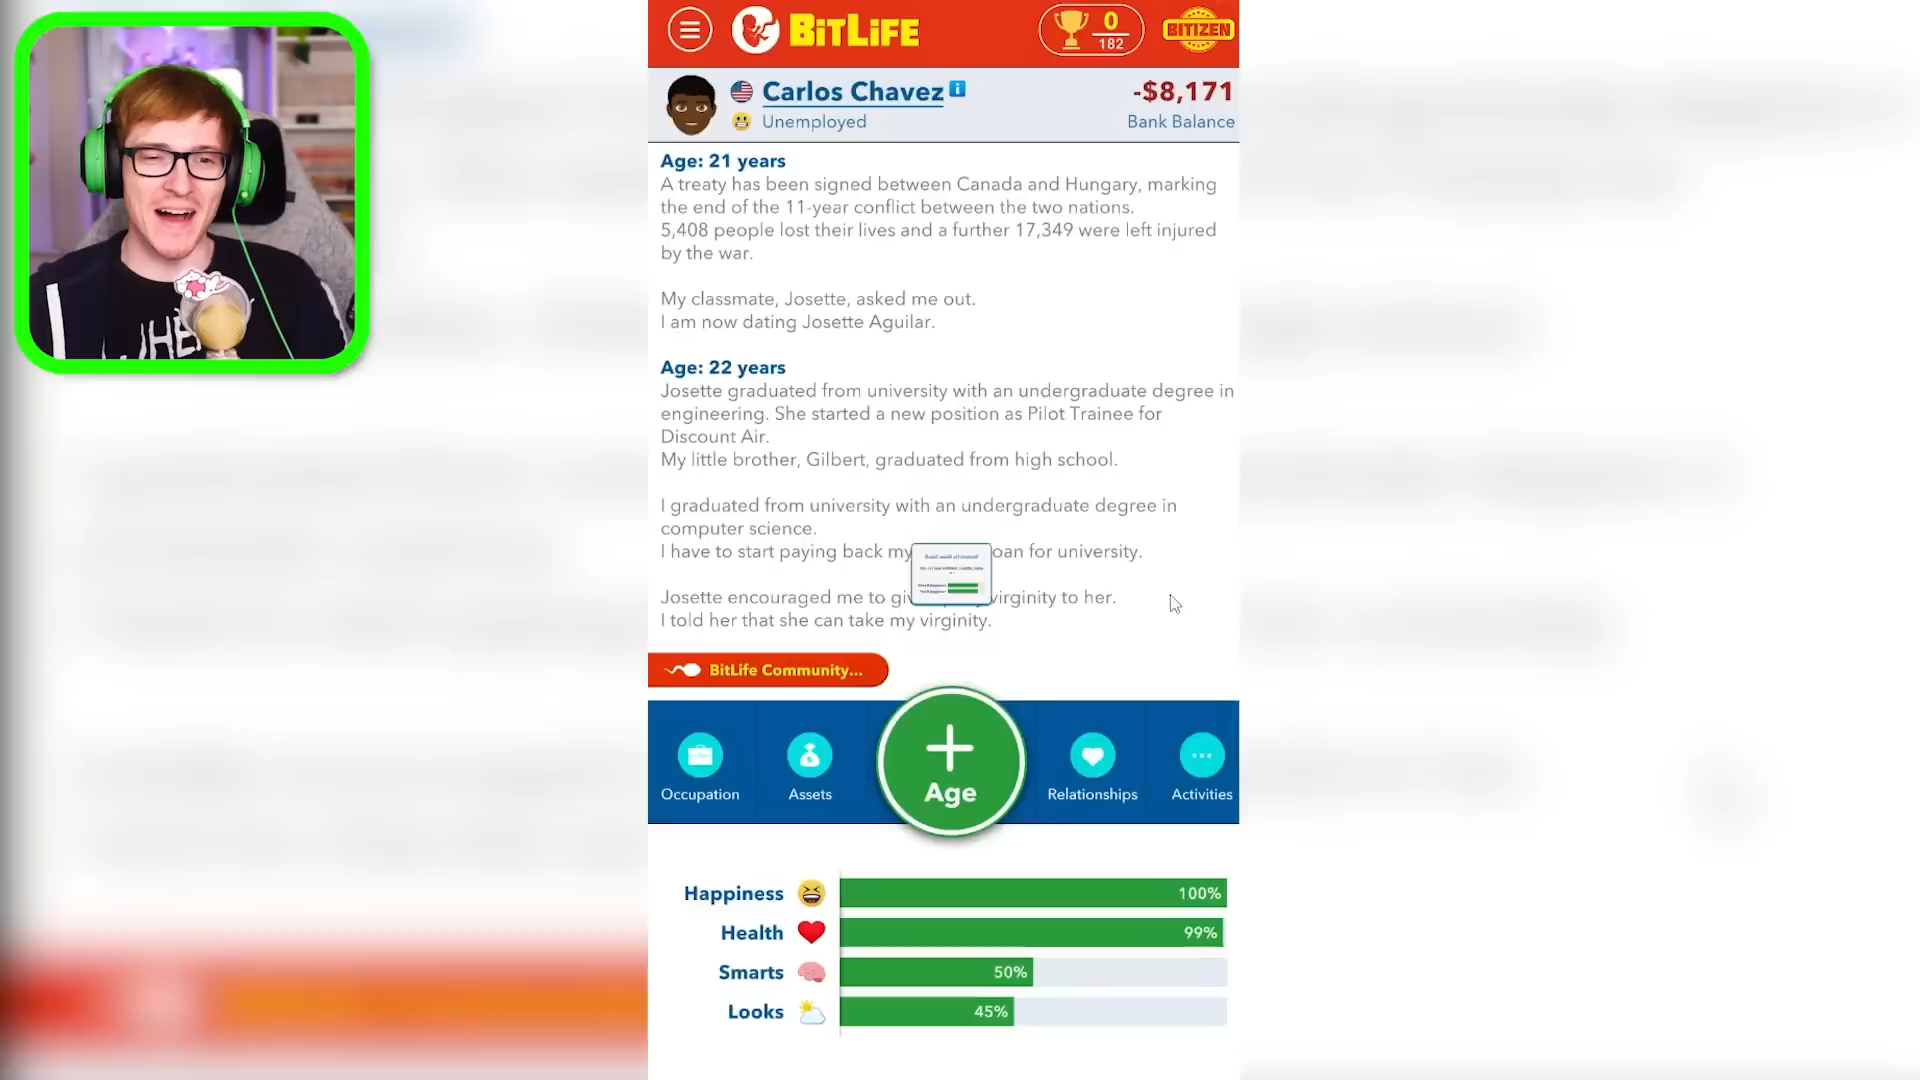 BiTLiFE
0
182
BITIZEN
Carlos Chavez
-$8,171
Unemployed
Bank Balance
Age: 21 years
A treaty has been signed between Canada and Hungary, marking
the end of the 11-year conflict between the two nations.
5,408 people lost their lives and a further 17,349 were left injured
by the war.
My classmate, Josette, asked me out.
I am now dating Josette Aguilar.
Age: 22 years
Josette graduated from university with an undergraduate degree in
engineering. She started a new position as Pilot Trainee for
Discount Air.
My little brother, Gilbert, graduated from high school.
I graduated from university with an undergraduate degree in
computer science.
I have to start paying back my oan for university.
Josette encouraged me to gi virginity to her.
I told her that she can take my virginity.
BitLife Community...
Age
Occupation
Assets
Relationships
Activities
Happiness
100%
Health
99%
Smarts
50%
Looks
45%